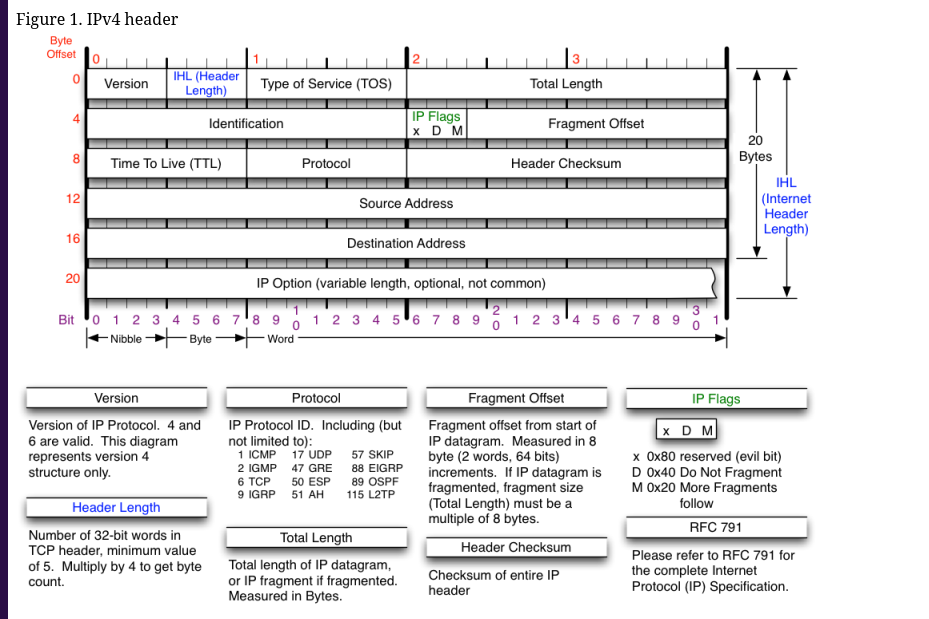 Figure 1. IPv4 header
Byte
Offset
0 1 2 3
0 Version IHL (Header Length) Type of Service (TOS) Total Length
4 Identification IP Flags Fragment Offset
x D M
8 Time To Live (TTL) Protocol Header Checksum
12 Source Address
16 Destination Address
20 IP Option (variable length, optional, not common)
20
Bytes
IHL
(Internet
Header
Length)
Bit 0 1 2 3 4 5 6 7 8 9 10 1 2 3 4 5 6 7 8 9 20 1 2 3 4 5 6 7 8 9 30 1
Nibble Byte Word
Version
Version of IP Protocol. 4 and
6 are valid. This diagram
represents version 4
structure only.
Header Length
Number of 32-bit words in
TCP header, minimum value
of 5. Multiply by 4 to get byte
count.
Protocol
IP Protocol ID. Including (but
not limited to):
1 ICMP 17 UDP 57 SKIP
2 IGMP 47 GRE 88 EIGRP
6 TCP 50 ESP 89 OSPF
9 IGRP 51 AH 115 L2TP
Total Length
Total length of IP datagram,
or IP fragment if fragmented.
Measured in Bytes.
Fragment Offset
Fragment offset from start of
IP datagram. Measured in 8
byte (2 words, 64 bits)
increments. If IP datagram is
fragmented, fragment size
(Total Length) must be a
multiple of 8 bytes.
Header Checksum
Checksum of entire IP
header
IP Flags
x D M
x 0x80 reserved (evil bit)
D 0x40 Do Not Fragment
M 0x20 More Fragments
follow
RFC 791
Please refer to RFC 791 for
the complete Internet
Protocol (IP) Specification.